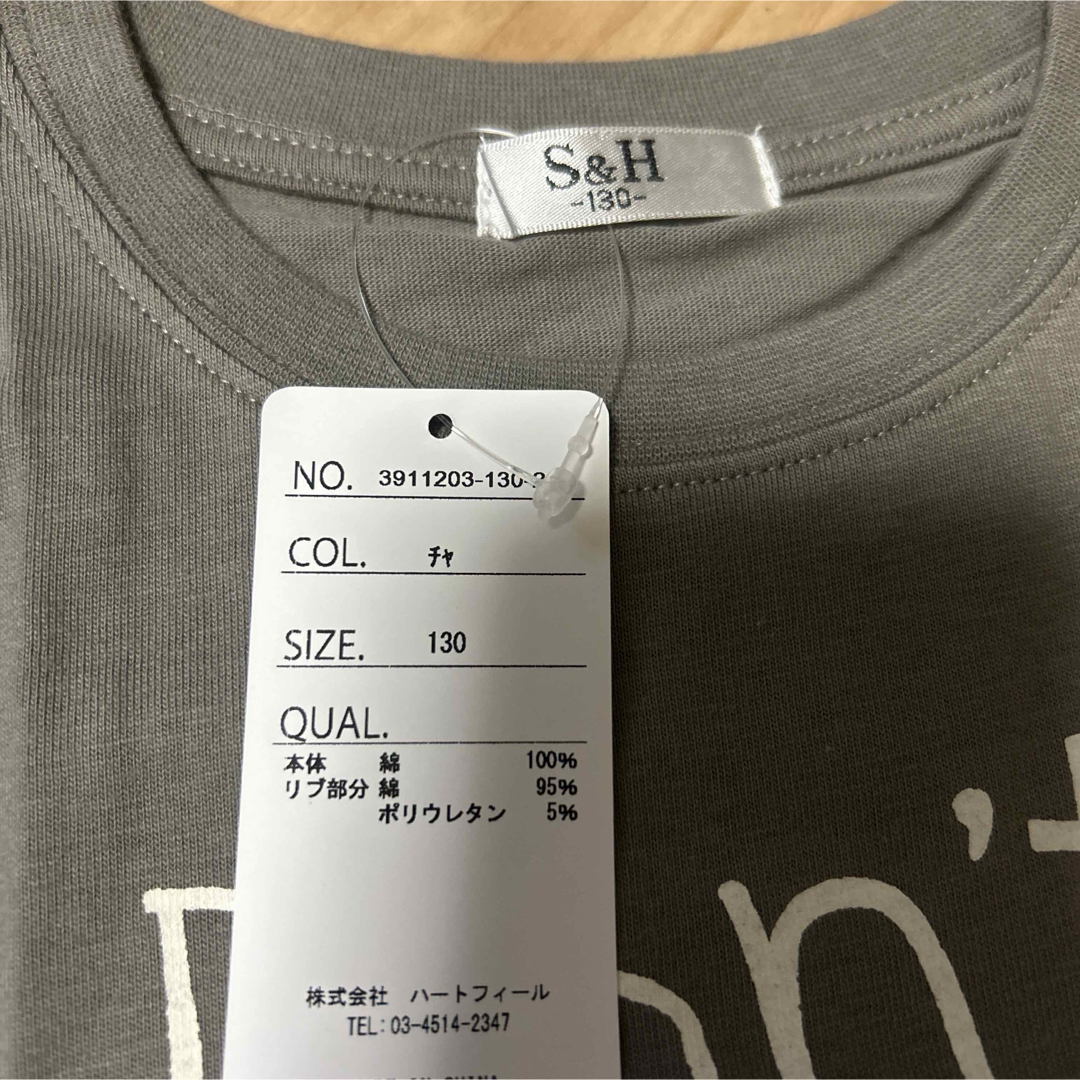 S&H
-130-
NO. 3911203-130-
COL. ﾁｬ
SIZE. 130
QUAL.
本体 綿 100%
リブ部分 綿 95%
ポリウレタン 5%
株式会社 ハートフィール
TEL:03-4514-2347